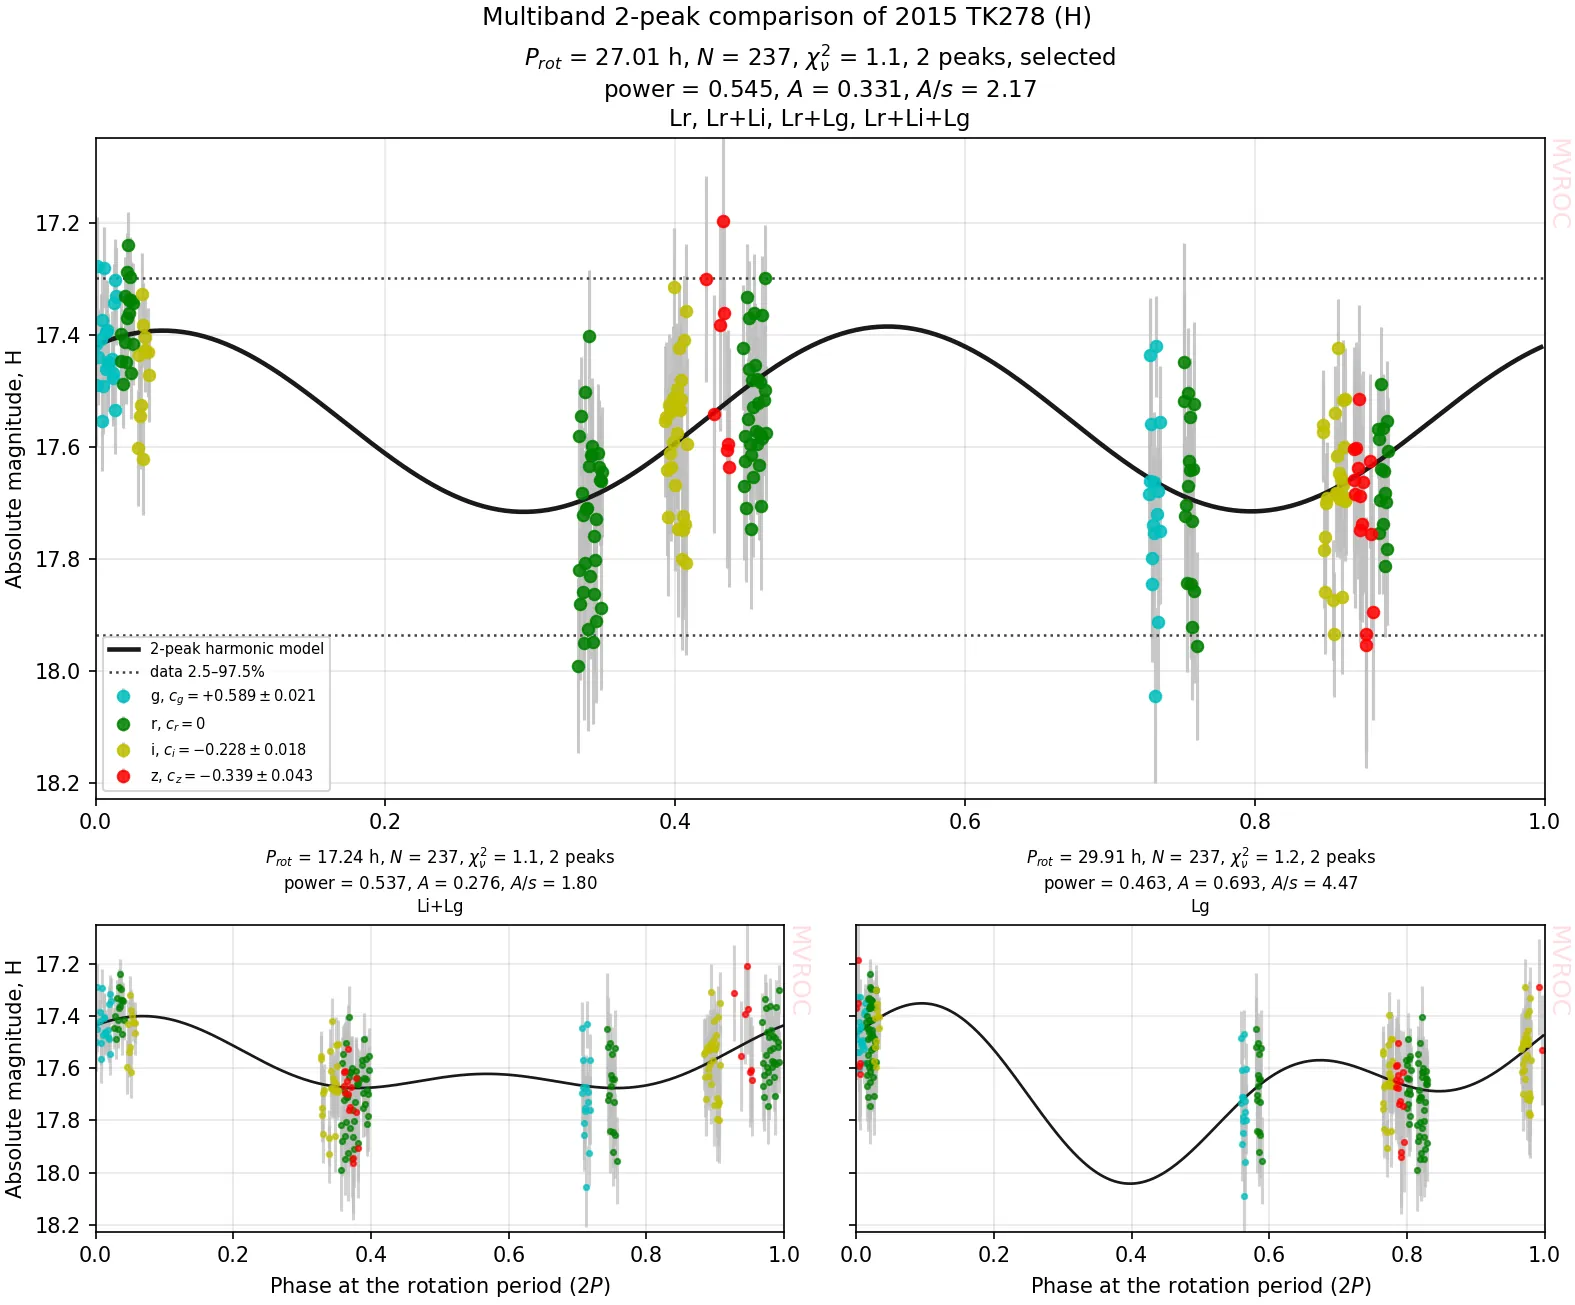 Multiband 2-peak comparison of 2015 TK278 (H)
P_rot = 27.01 h, N = 237, χ²_ν = 1.1, 2 peaks, selected
power = 0.545, A = 0.331, A/s = 2.17
Lr, Lr+Li, Lr+Lg, Lr+Li+Lg
MVROC
Absolute magnitude, H
17.2
17.4
17.6
17.8
18.0
18.2
2-peak harmonic model
data 2.5–97.5%
g, c_g = +0.589 ± 0.021
r, c_r = 0
i, c_i = −0.228 ± 0.018
z, c_z = −0.339 ± 0.043
0.0 0.2 0.4 0.6 0.8 1.0
P_rot = 17.24 h, N = 237, χ²_ν = 1.1, 2 peaks
power = 0.537, A = 0.276, A/s = 1.80
Li+Lg
MVROC
Absolute magnitude, H
17.2
17.4
17.6
17.8
18.0
18.2
0.0 0.2 0.4 0.6 0.8 1.0
Phase at the rotation period (2P)
P_rot = 29.91 h, N = 237, χ²_ν = 1.2, 2 peaks
power = 0.463, A = 0.693, A/s = 4.47
Lg
MVROC
0.0 0.2 0.4 0.6 0.8 1.0
Phase at the rotation period (2P)